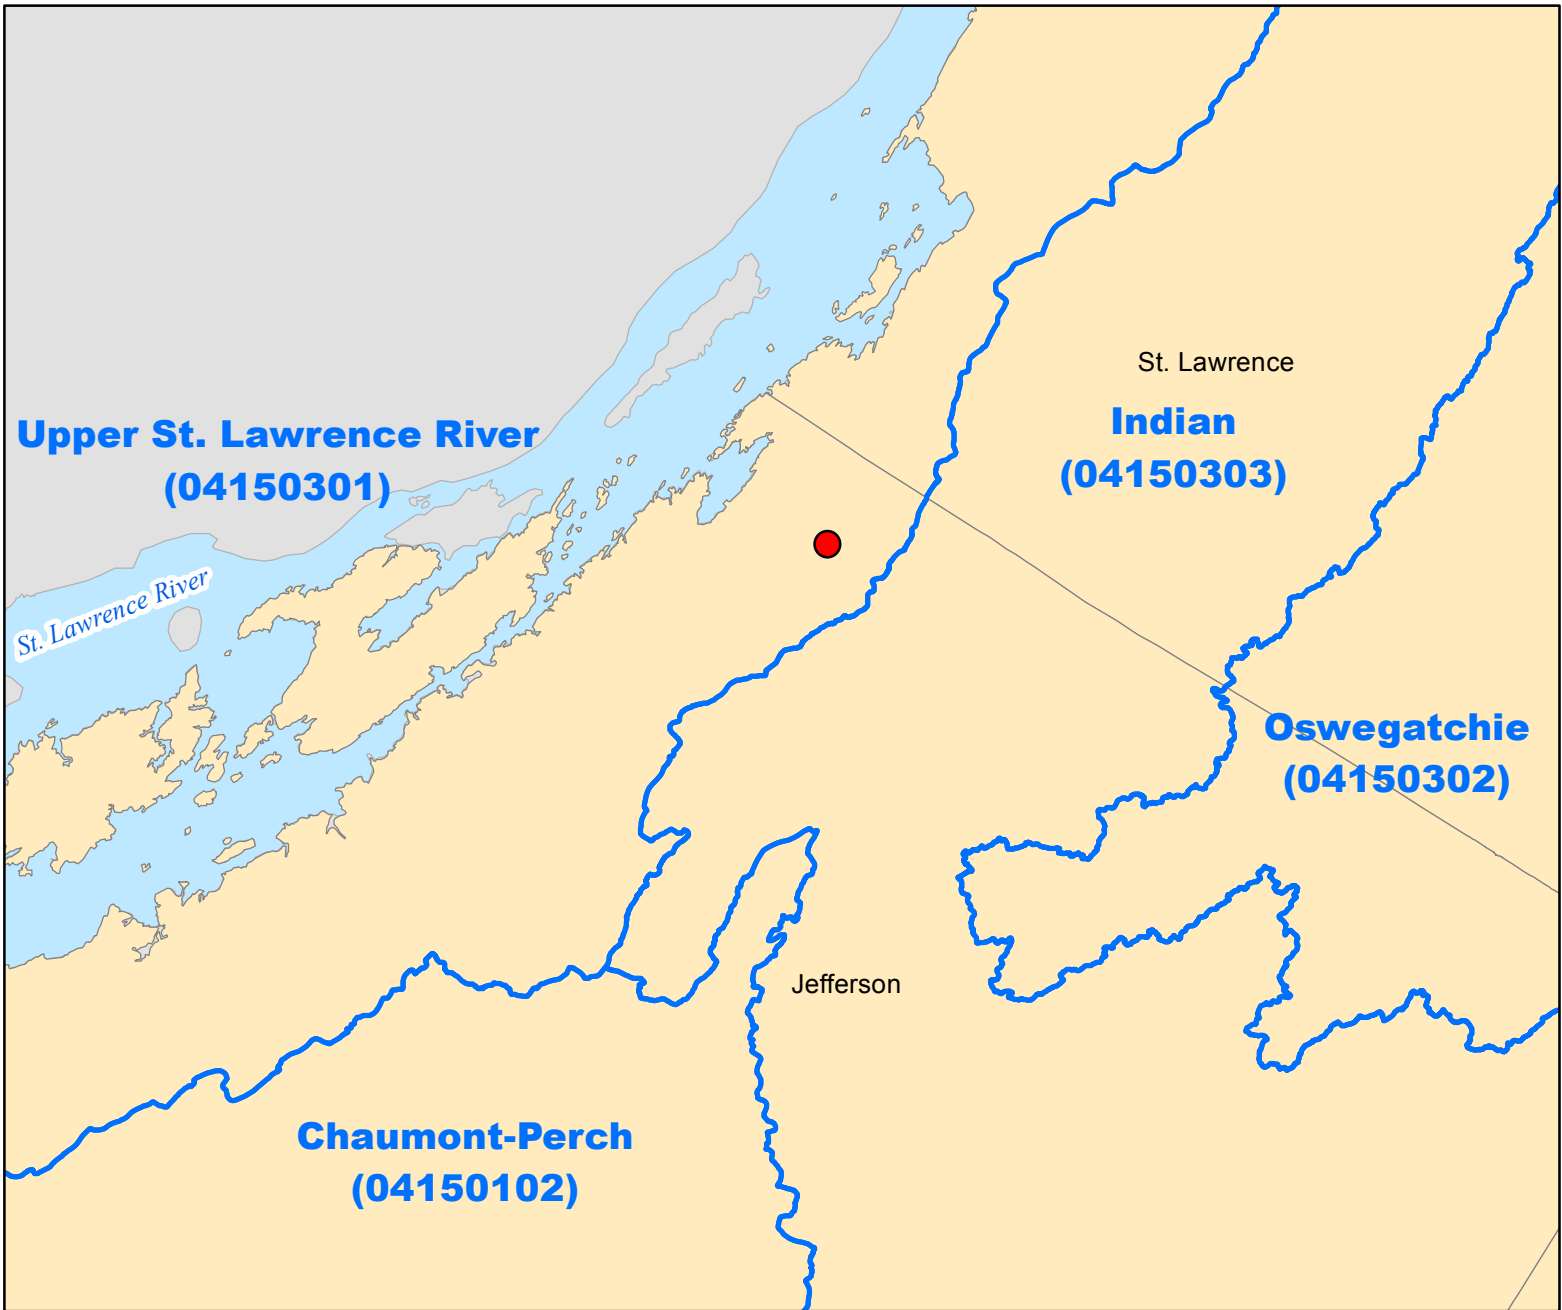 St. Lawrence
Upper St. Lawrence River
(04150301)
Indian
(04150303)
St. Lawrence River
Oswegatchie
(04150302)
Jefferson
Chaumont-Perch
(04150102)